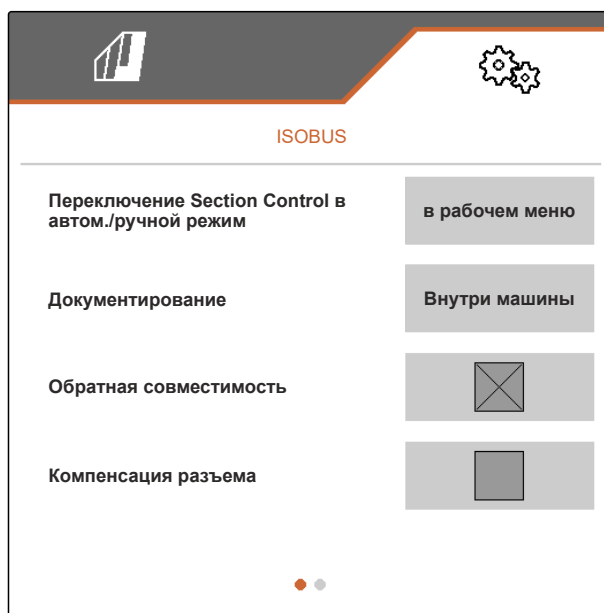 ISOBUS
Переключение Section Control в
автом./ручной режим
в рабочем меню
Документирование
Внутри машины
Обратная совместимость
Компенсация разъема